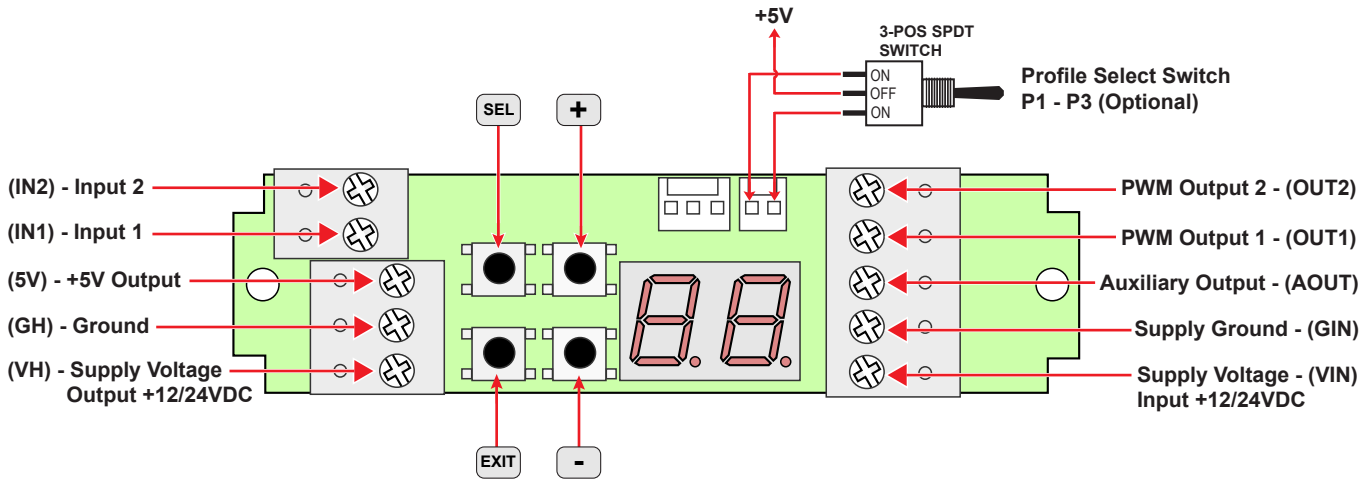 +5V
3-POS SPDT
SWITCH
ON
OFF
ON
Profile Select Switch
P1 - P3 (Optional)
SEL
+
(IN2) - Input 2
(IN1) - Input 1
(5V) - +5V Output
(GH) - Ground
(VH) - Supply Voltage
Output +12/24VDC
8.8.
PWM Output 2 - (OUT2)
PWM Output 1 - (OUT1)
Auxiliary Output - (AOUT)
Supply Ground - (GIN)
Supply Voltage - (VIN)
Input +12/24VDC
EXIT
-